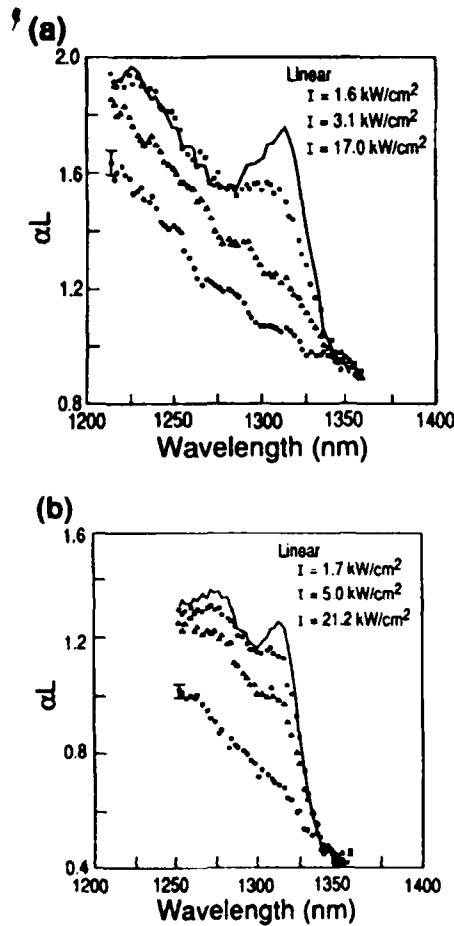 (a)
2.0
1.6
1.2
0.8
αL
Linear
I = 1.6 kW/cm²
I = 3.1 kW/cm²
I = 17.0 kW/cm²
1200 1250 1300 1350 1400
Wavelength (nm)
(b)
1.6
1.2
0.8
0.4
αL
Linear
I = 1.7 kW/cm²
I = 5.0 kW/cm²
I = 21.2 kW/cm²
1200 1250 1300 1350 1400
Wavelength (nm)